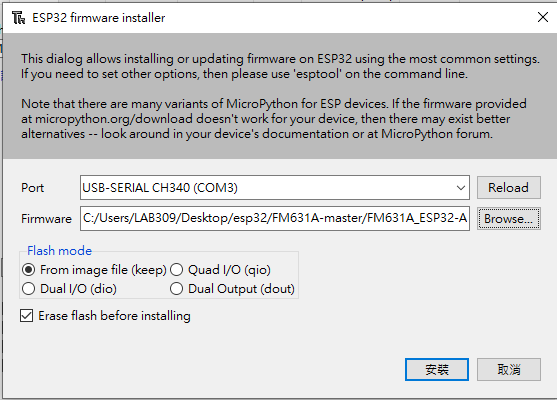 ESP32 firmware installer
This dialog allows installing or updating firmware on ESP32 using the most common settings.
If you need to set other options, then please use 'esptool' on the command line.
Note that there are many variants of MicroPython for ESP devices. If the firmware provided
at micropython.org/download doesn't work for your device, then there may exist better
alternatives -- look around in your device's documentation or at MicroPython forum.
Port USB-SERIAL CH340 (COM3) Reload
Firmware C:/Users/LAB309/Desktop/esp32/FM631A-master/FM631A_ESP32-A Browse...
Flash mode
From image file (keep) Quad I/O (qio)
Dual I/O (dio) Dual Output (dout)
Erase flash before installing
安裝 取消